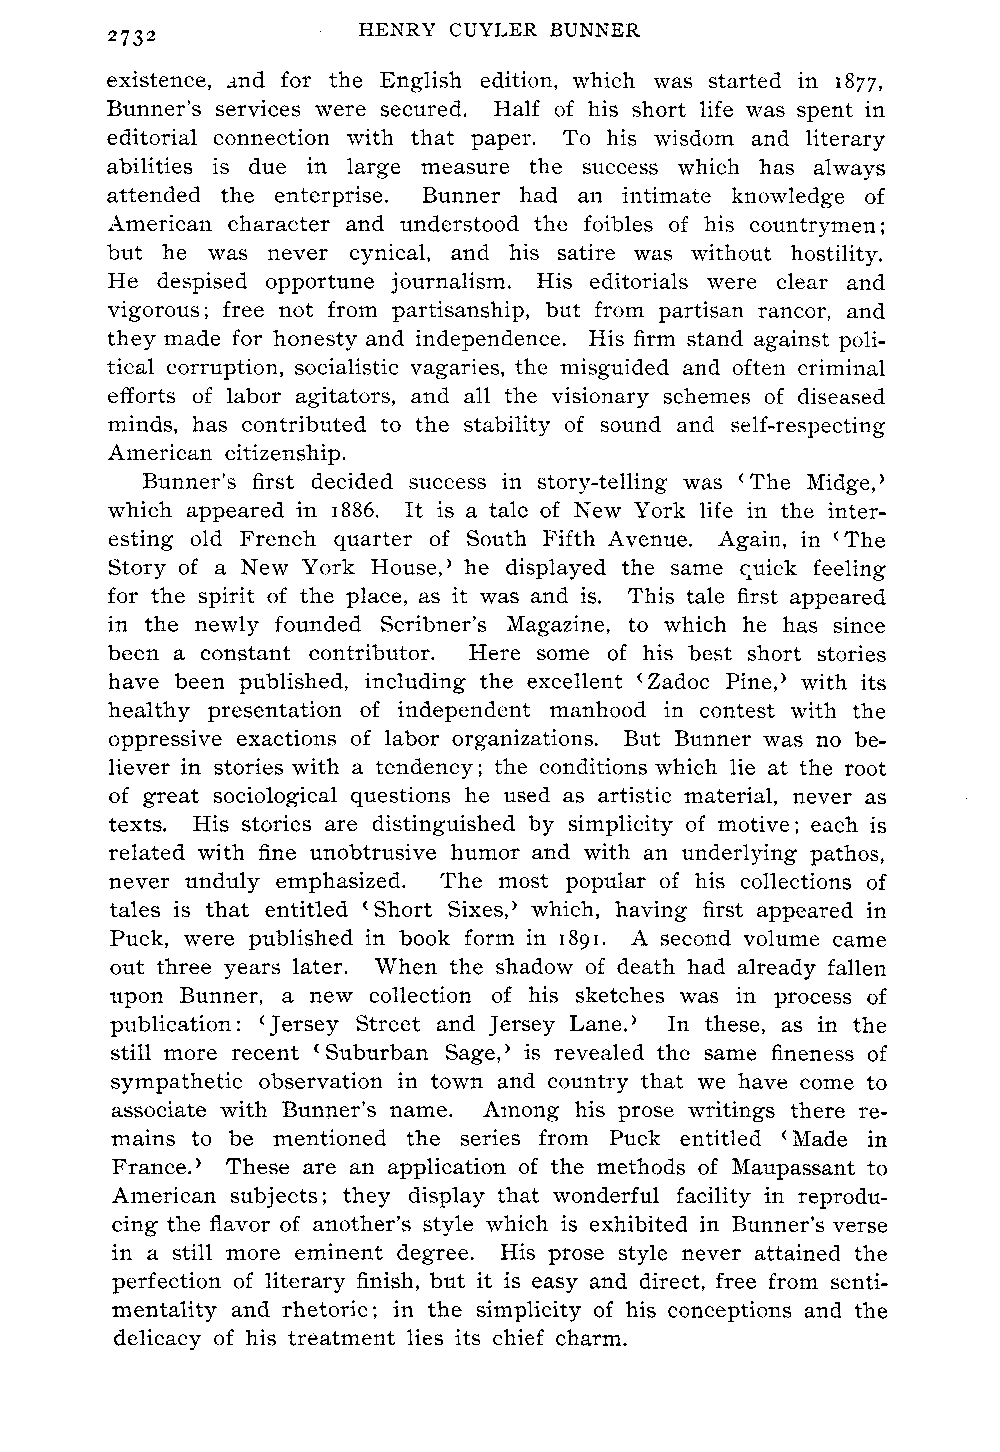 2732 HENRY CUYLER BUNNER
existence, and for the English edition, which was started in 1877,
Bunner's services were secured. Half of his short life was spent in
editorial connection with that paper. To his wisdom and literary
abilities is due in large measure the success which has always
attended the enterprise. Bunner had an intimate knowledge of
American character and understood the foibles of his countrymen;
but he was never cynical, and his satire was without hostility.
He despised opportune journalism. His editorials were clear and
vigorous; free not from partisanship, but from partisan rancor, and
they made for honesty and independence. His firm stand against poli-
tical corruption, socialistic vagaries, the misguided and often criminal
efforts of labor agitators, and all the visionary schemes of diseased
minds, has contributed to the stability of sound and self-respecting
American citizenship.
Bunner's first decided success in story-telling was ‹The Midge,›
which appeared in 1886. It is a tale of New York life in the inter-
esting old French quarter of South Fifth Avenue. Again, in ‹The
Story of a New York House,› he displayed the same quick feeling
for the spirit of the place, as it was and is. This tale first appeared
in the newly founded Scribner's Magazine, to which he has since
been a constant contributor. Here some of his best short stories
have been published, including the excellent ‹Zadoc Pine,› with its
healthy presentation of independent manhood in contest with the
oppressive exactions of labor organizations. But Bunner was no be-
liever in stories with a tendency; the conditions which lie at the root
of great sociological questions he used as artistic material, never as
texts. His stories are distinguished by simplicity of motive; each is
related with fine unobtrusive humor and with an underlying pathos,
never unduly emphasized. The most popular of his collections of
tales is that entitled ‹Short Sixes,› which, having first appeared in
Puck, were published in book form in 1891. A second volume came
out three years later. When the shadow of death had already fallen
upon Bunner, a new collection of his sketches was in process of
publication: ‹Jersey Street and Jersey Lane.› In these, as in the
still more recent ‹Suburban Sage,› is revealed the same fineness of
sympathetic observation in town and country that we have come to
associate with Bunner's name. Among his prose writings there re-
mains to be mentioned the series from Puck entitled ‹Made in
France.› These are an application of the methods of Maupassant to
American subjects; they display that wonderful facility in reprodu-
cing the flavor of another's style which is exhibited in Bunner's verse
in a still more eminent degree. His prose style never attained the
perfection of literary finish, but it is easy and direct, free from senti-
mentality and rhetoric; in the simplicity of his conceptions and the
delicacy of his treatment lies its chief charm.